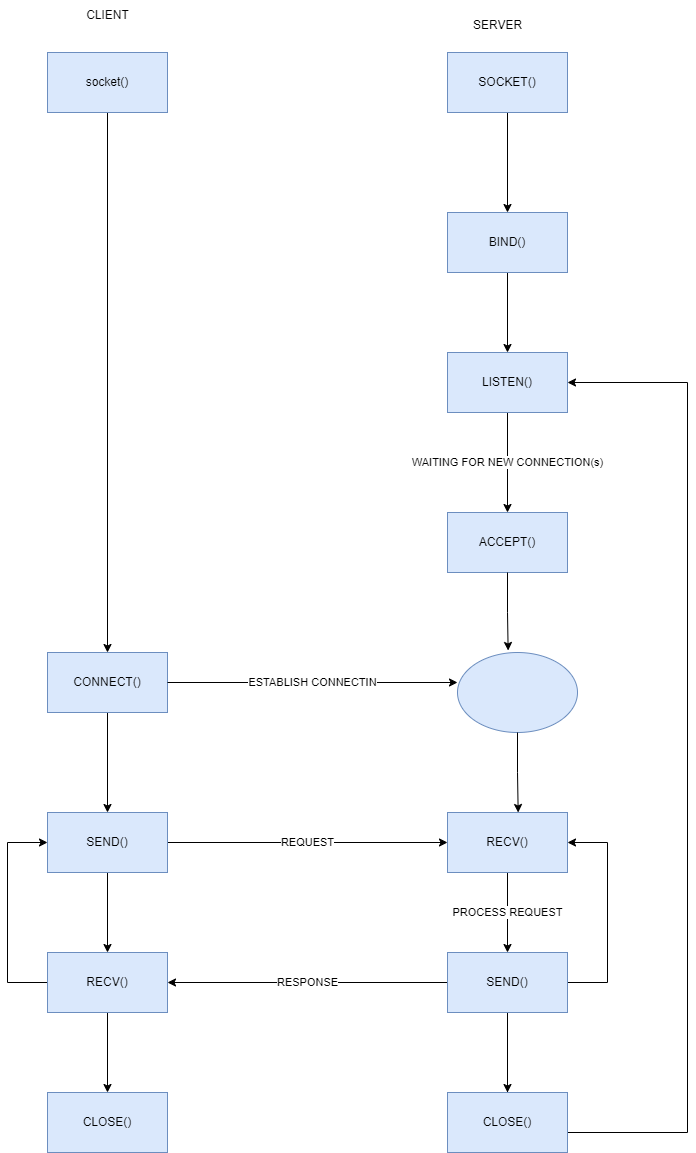 CLIENT
SERVER
socket()
SOCKET()
BIND()
LISTEN()
WAITING FOR NEW CONNECTION(s)
ACCEPT()
CONNECT()
ESTABLISH CONNECTIN
SEND()
REQUEST
RECV()
PROCESS REQUEST
RECV()
RESPONSE
SEND()
CLOSE()
CLOSE()